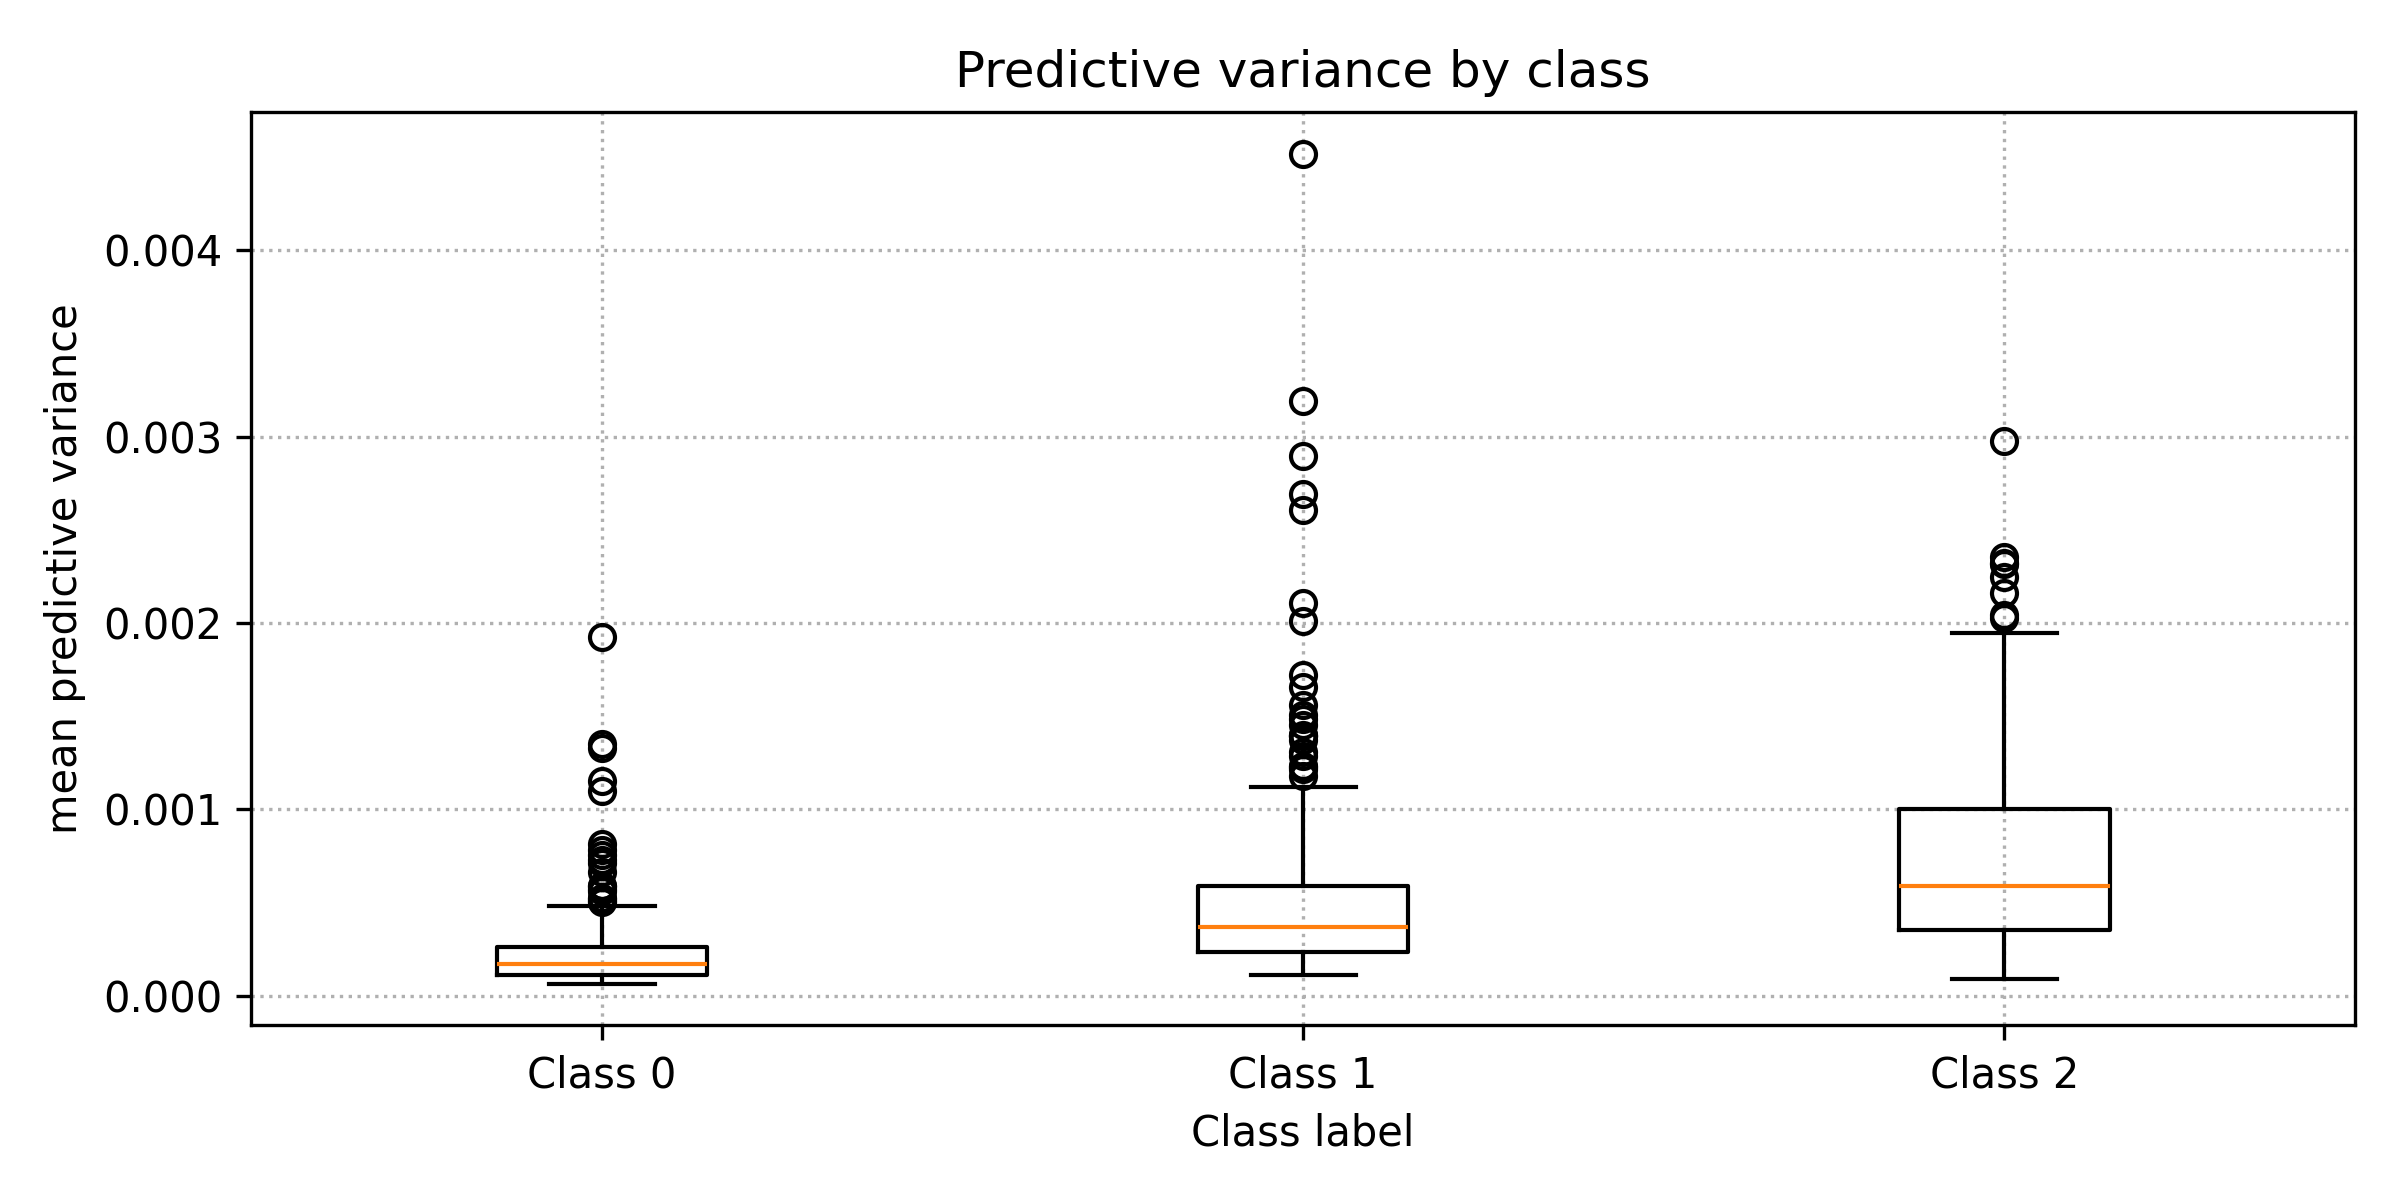 Predictive variance by class
mean predictive variance
0.004
0.003
0.002
0.001
0.000
Class 0
Class 1
Class 2
Class label